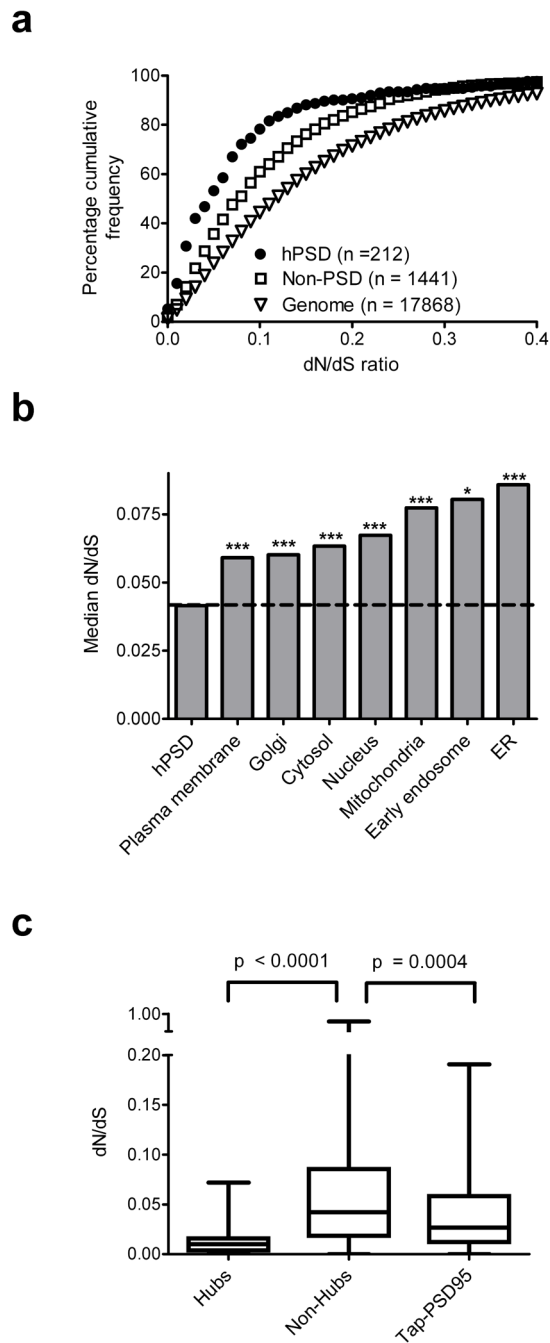 a
100
80
60
40
20
0
Percentage cumulative
frequency
hPSD (n =212)
Non-PSD (n = 1441)
Genome (n = 17868)
0.0 0.1 0.2 0.3 0.4
dN/dS ratio
b
0.075
0.050
0.025
0.000
Median dN/dS
*** *** *** *** *** * ***
hPSD
Plasma membrane
Golgi
Cytosol
Nucleus
Mitochondria
Early endosome
ER
c
p < 0.0001 p = 0.0004
1.00
0.20
0.15
0.10
0.05
0.00
dN/dS
Hubs
Non-Hubs
Tap-PSD95